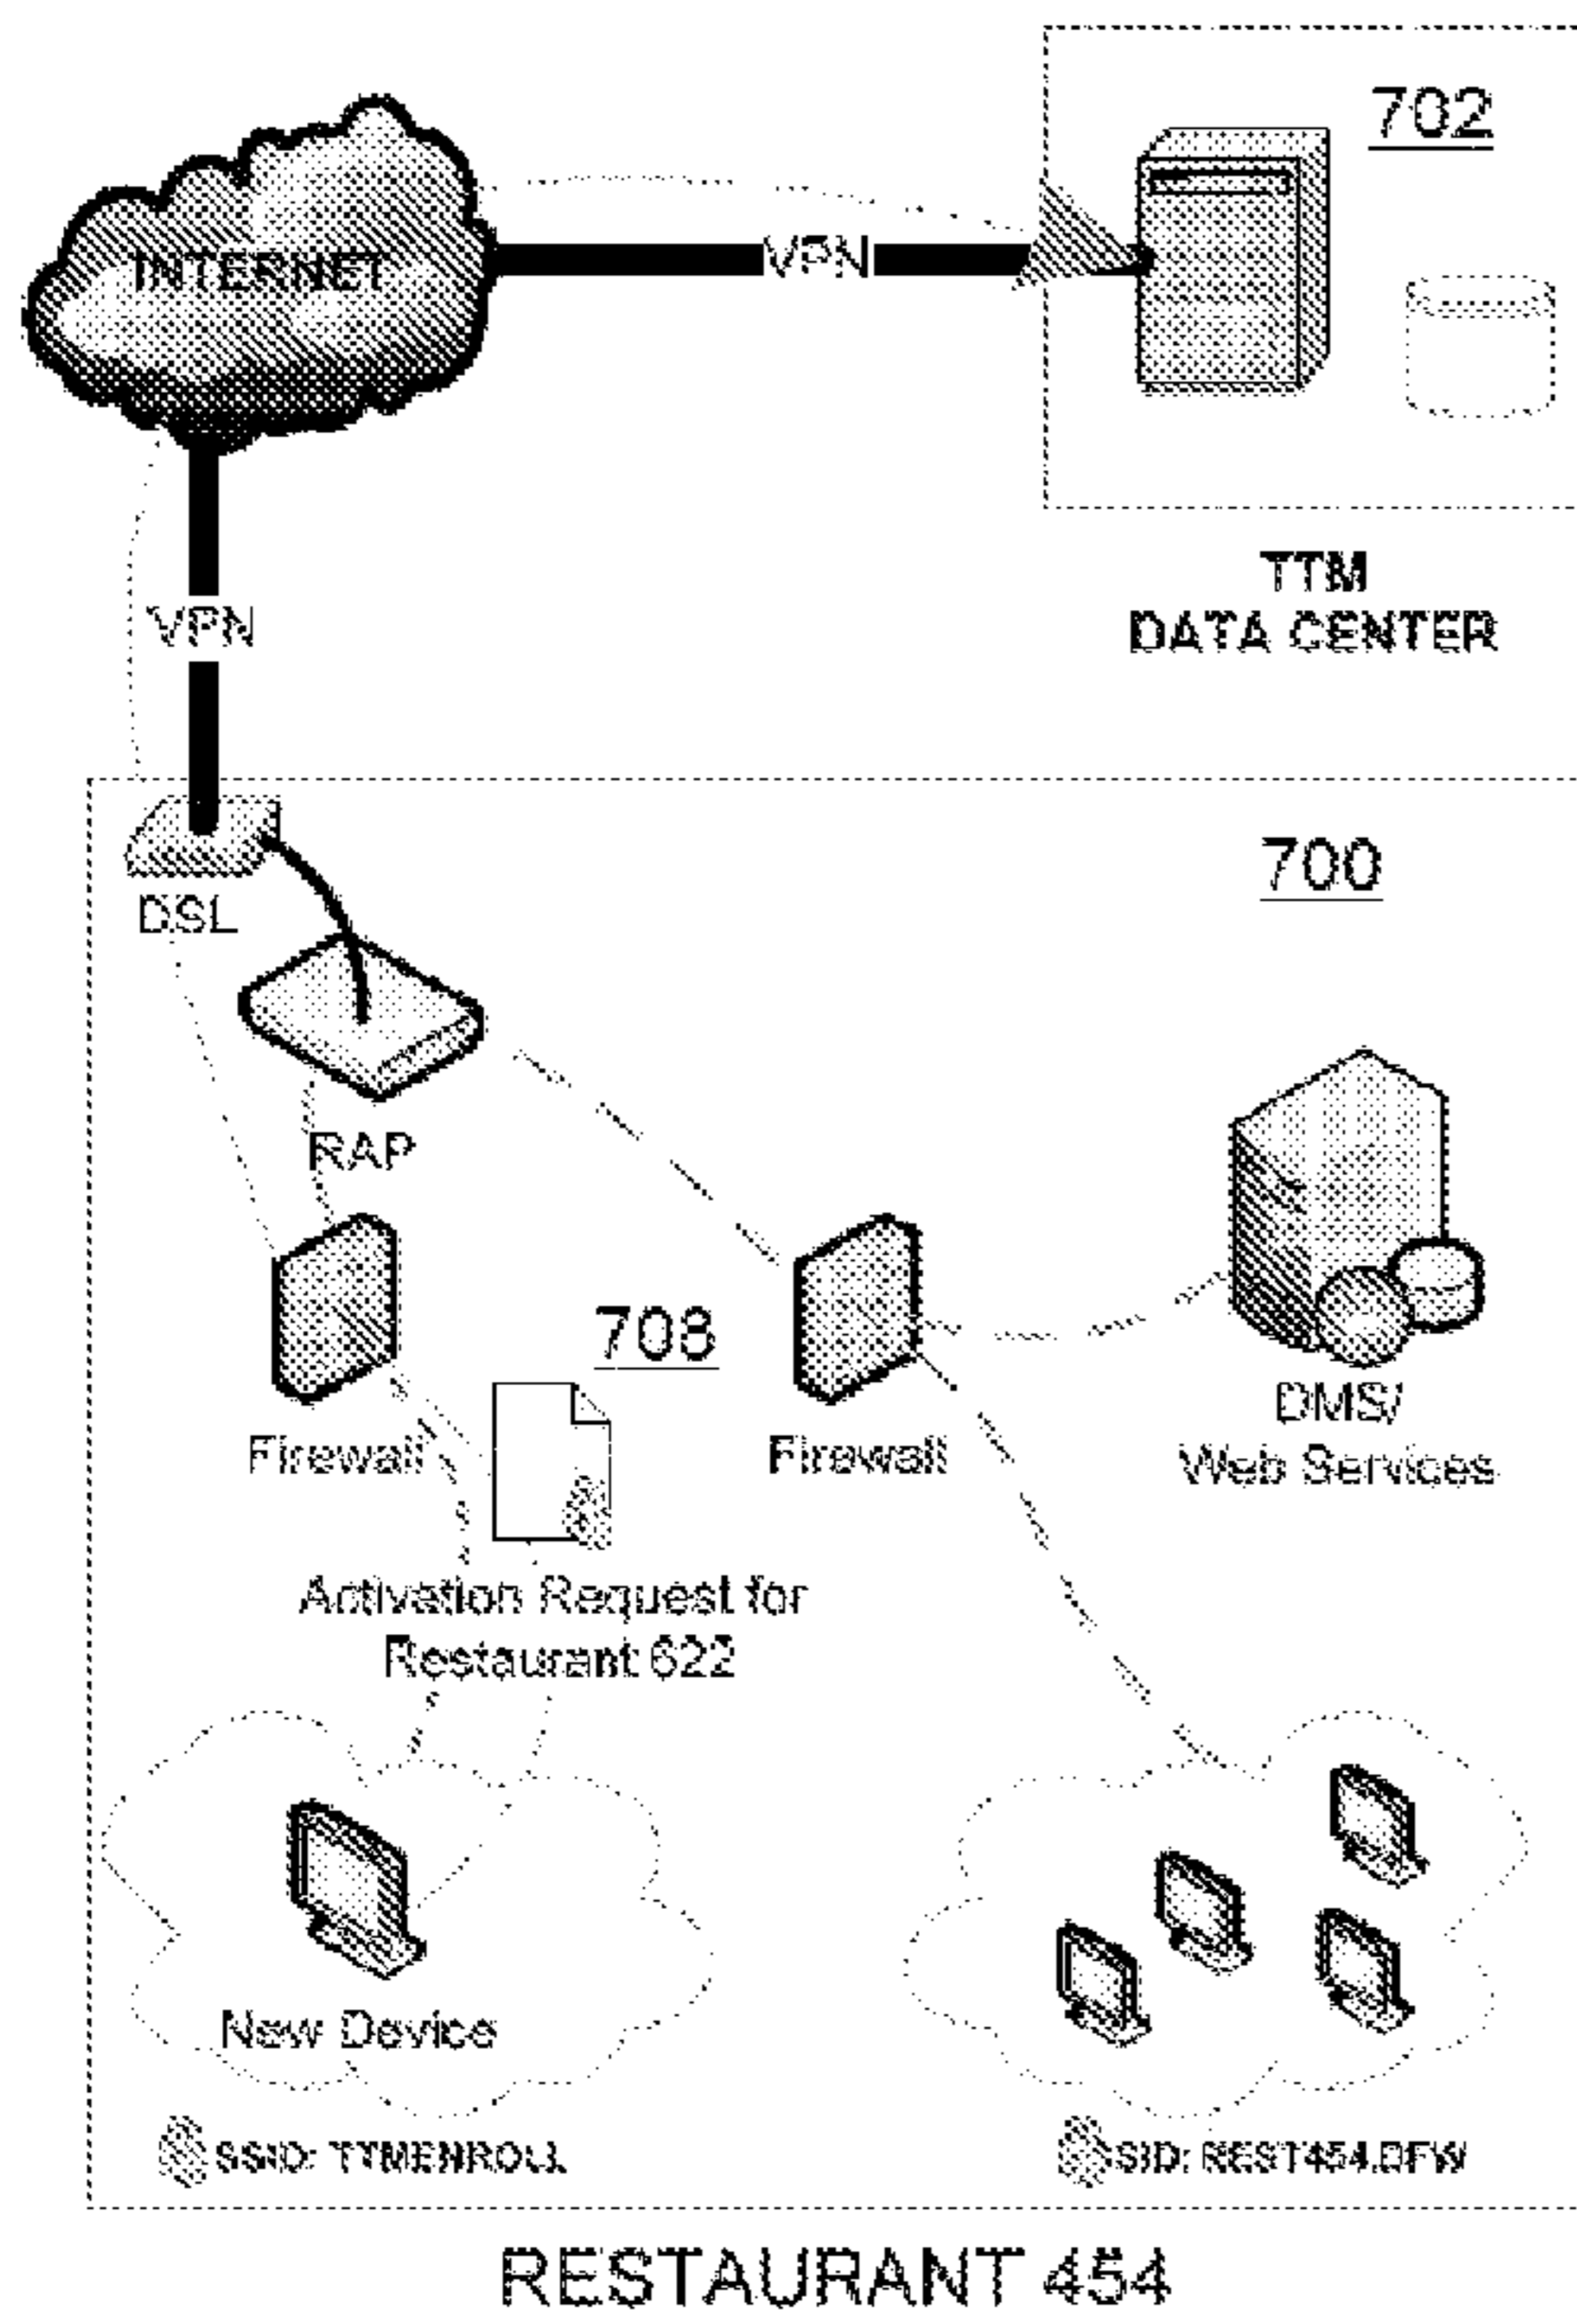 702
INTERNET
VPN
TTM
DATA CENTER
VPN
700
DSL
RAP
708
Firewall
Firewall
DMS/
Web Services
Activation Request for
Restaurant 622
New Device
SSID: TTMENROLL
SID: REST454.DFW
RESTAURANT 454